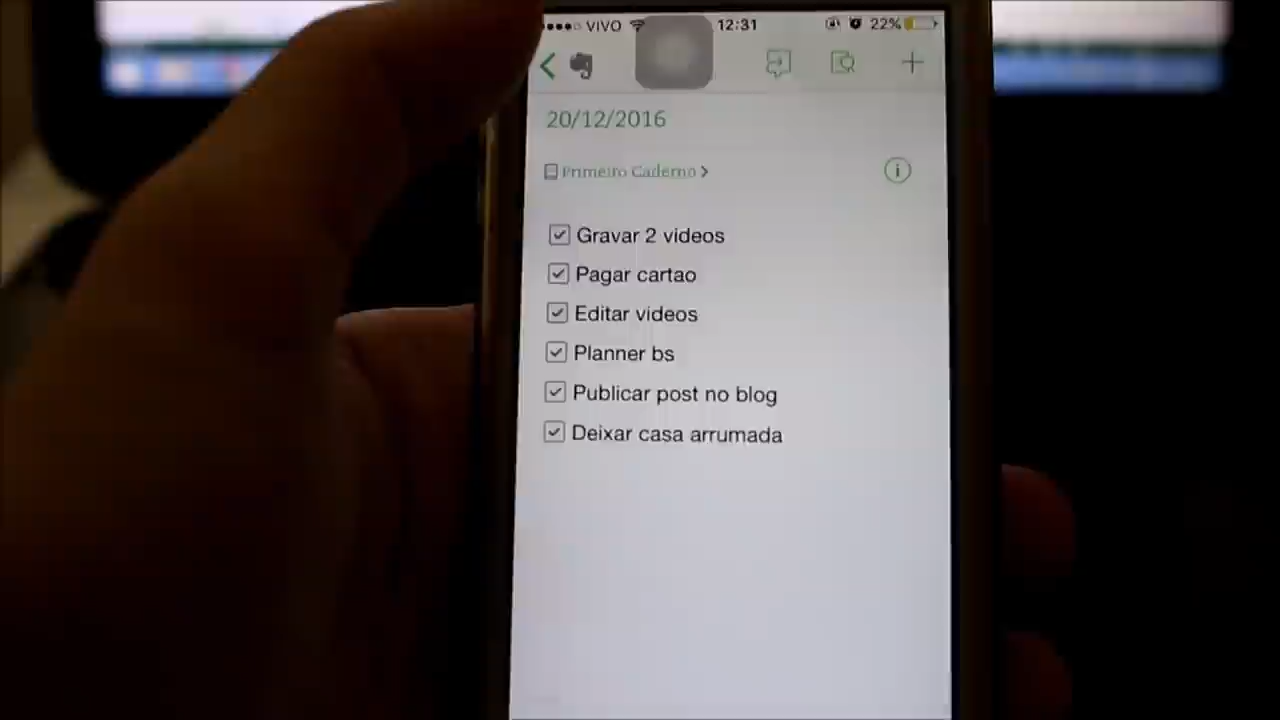 VIVO 12:31 22%
20/12/2016
Primeiro Caderno
Gravar 2 videos
Pagar cartao
Editar videos
Planner bs
Publicar post no blog
Deixar casa arrumada